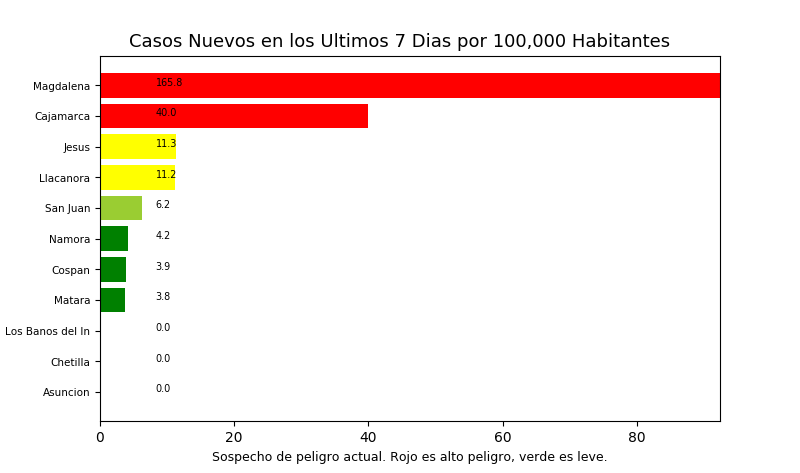 Casos Nuevos en los Ultimos 7 Dias por 100,000 Habitantes
Magdalena 165.8
Cajamarca 40.0
Jesus 11.3
Llacanora 11.2
San Juan 6.2
Namora 4.2
Cospan 3.9
Matara 3.8
Los Banos del In 0.0
Chetilla 0.0
Asuncion 0.0
0 20 40 60 80
Sospecho de peligro actual. Rojo es alto peligro, verde es leve.